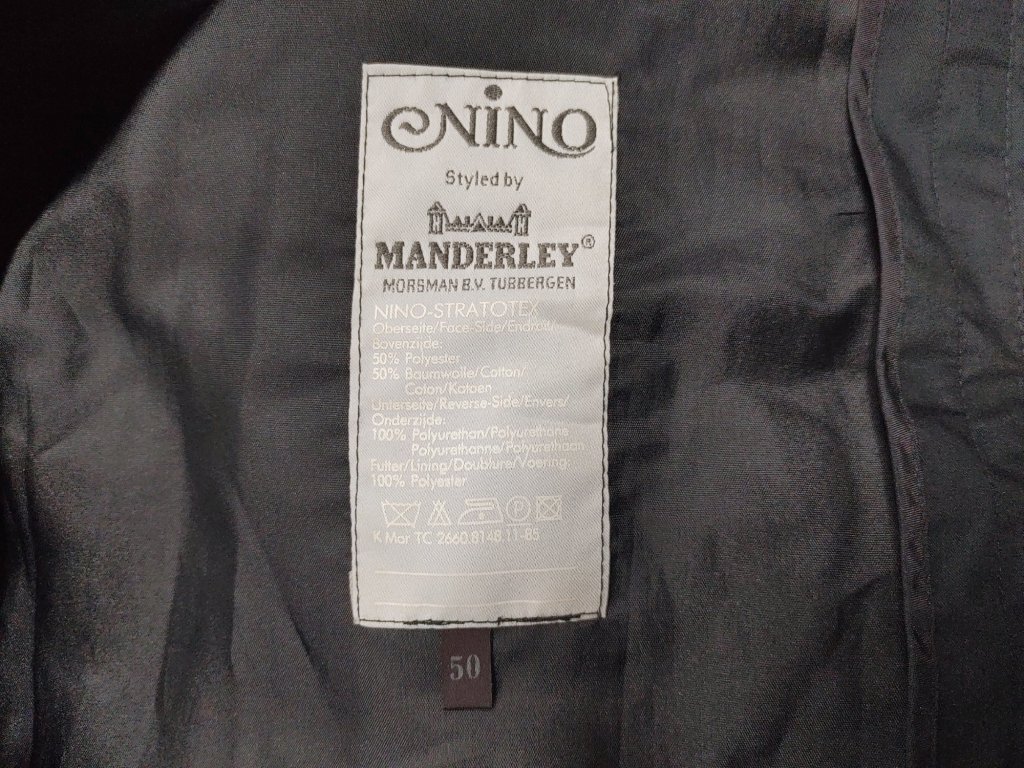 NINO
Styled by
MANDERLEY®
MORSMAN B.V. TUBBERGEN
NINO-STRATOTEX
Oberseite/Face-Side/Endroit/
Bovenzijde:
50% Polyester
50% Baumwolle/Cotton/
Coton/Katoen
Unterseite/Reverse-Side/Envers/
Onderzijde:
100% Polyurethan/Polyurethane
Polyurethanne/Polyurethaan
Futter/Lining/Doublure/Voering:
100% Polyester
P
K Mar TC 2660.8148.11-85
50